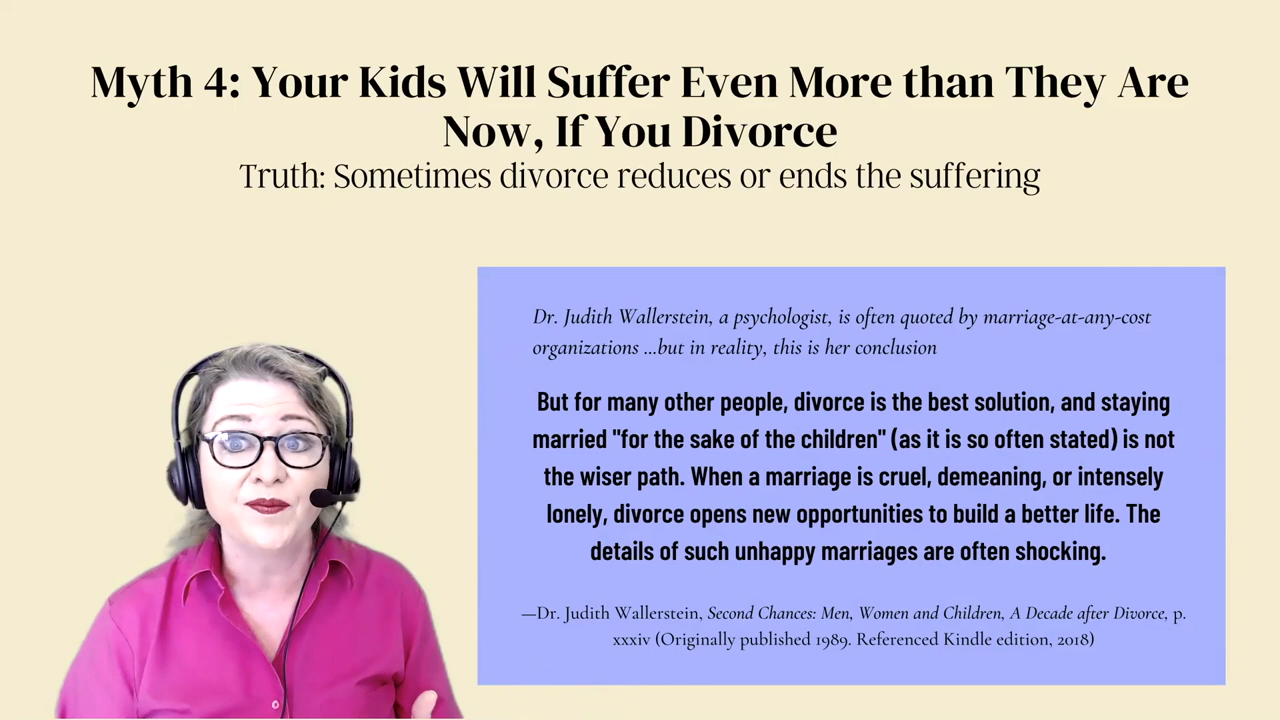 Myth 4: Your Kids Will Suffer Even More than They Are
Now, If You Divorce
Truth: Sometimes divorce reduces or ends the suffering
Dr. Judith Wallerstein, a psychologist, is often quoted by marriage-at-any-cost
organizations ...but in reality, this is her conclusion
But for many other people, divorce is the best solution, and staying
married "for the sake of the children" (as it is so often stated) is not
the wiser path. When a marriage is cruel, demeaning, or intensely
lonely, divorce opens new opportunities to build a better life. The
details of such unhappy marriages are often shocking.
—Dr. Judith Wallerstein, Second Chances: Men, Women and Children, A Decade after Divorce, p.
xxxiv (Originally published 1989. Referenced Kindle edition, 2018)